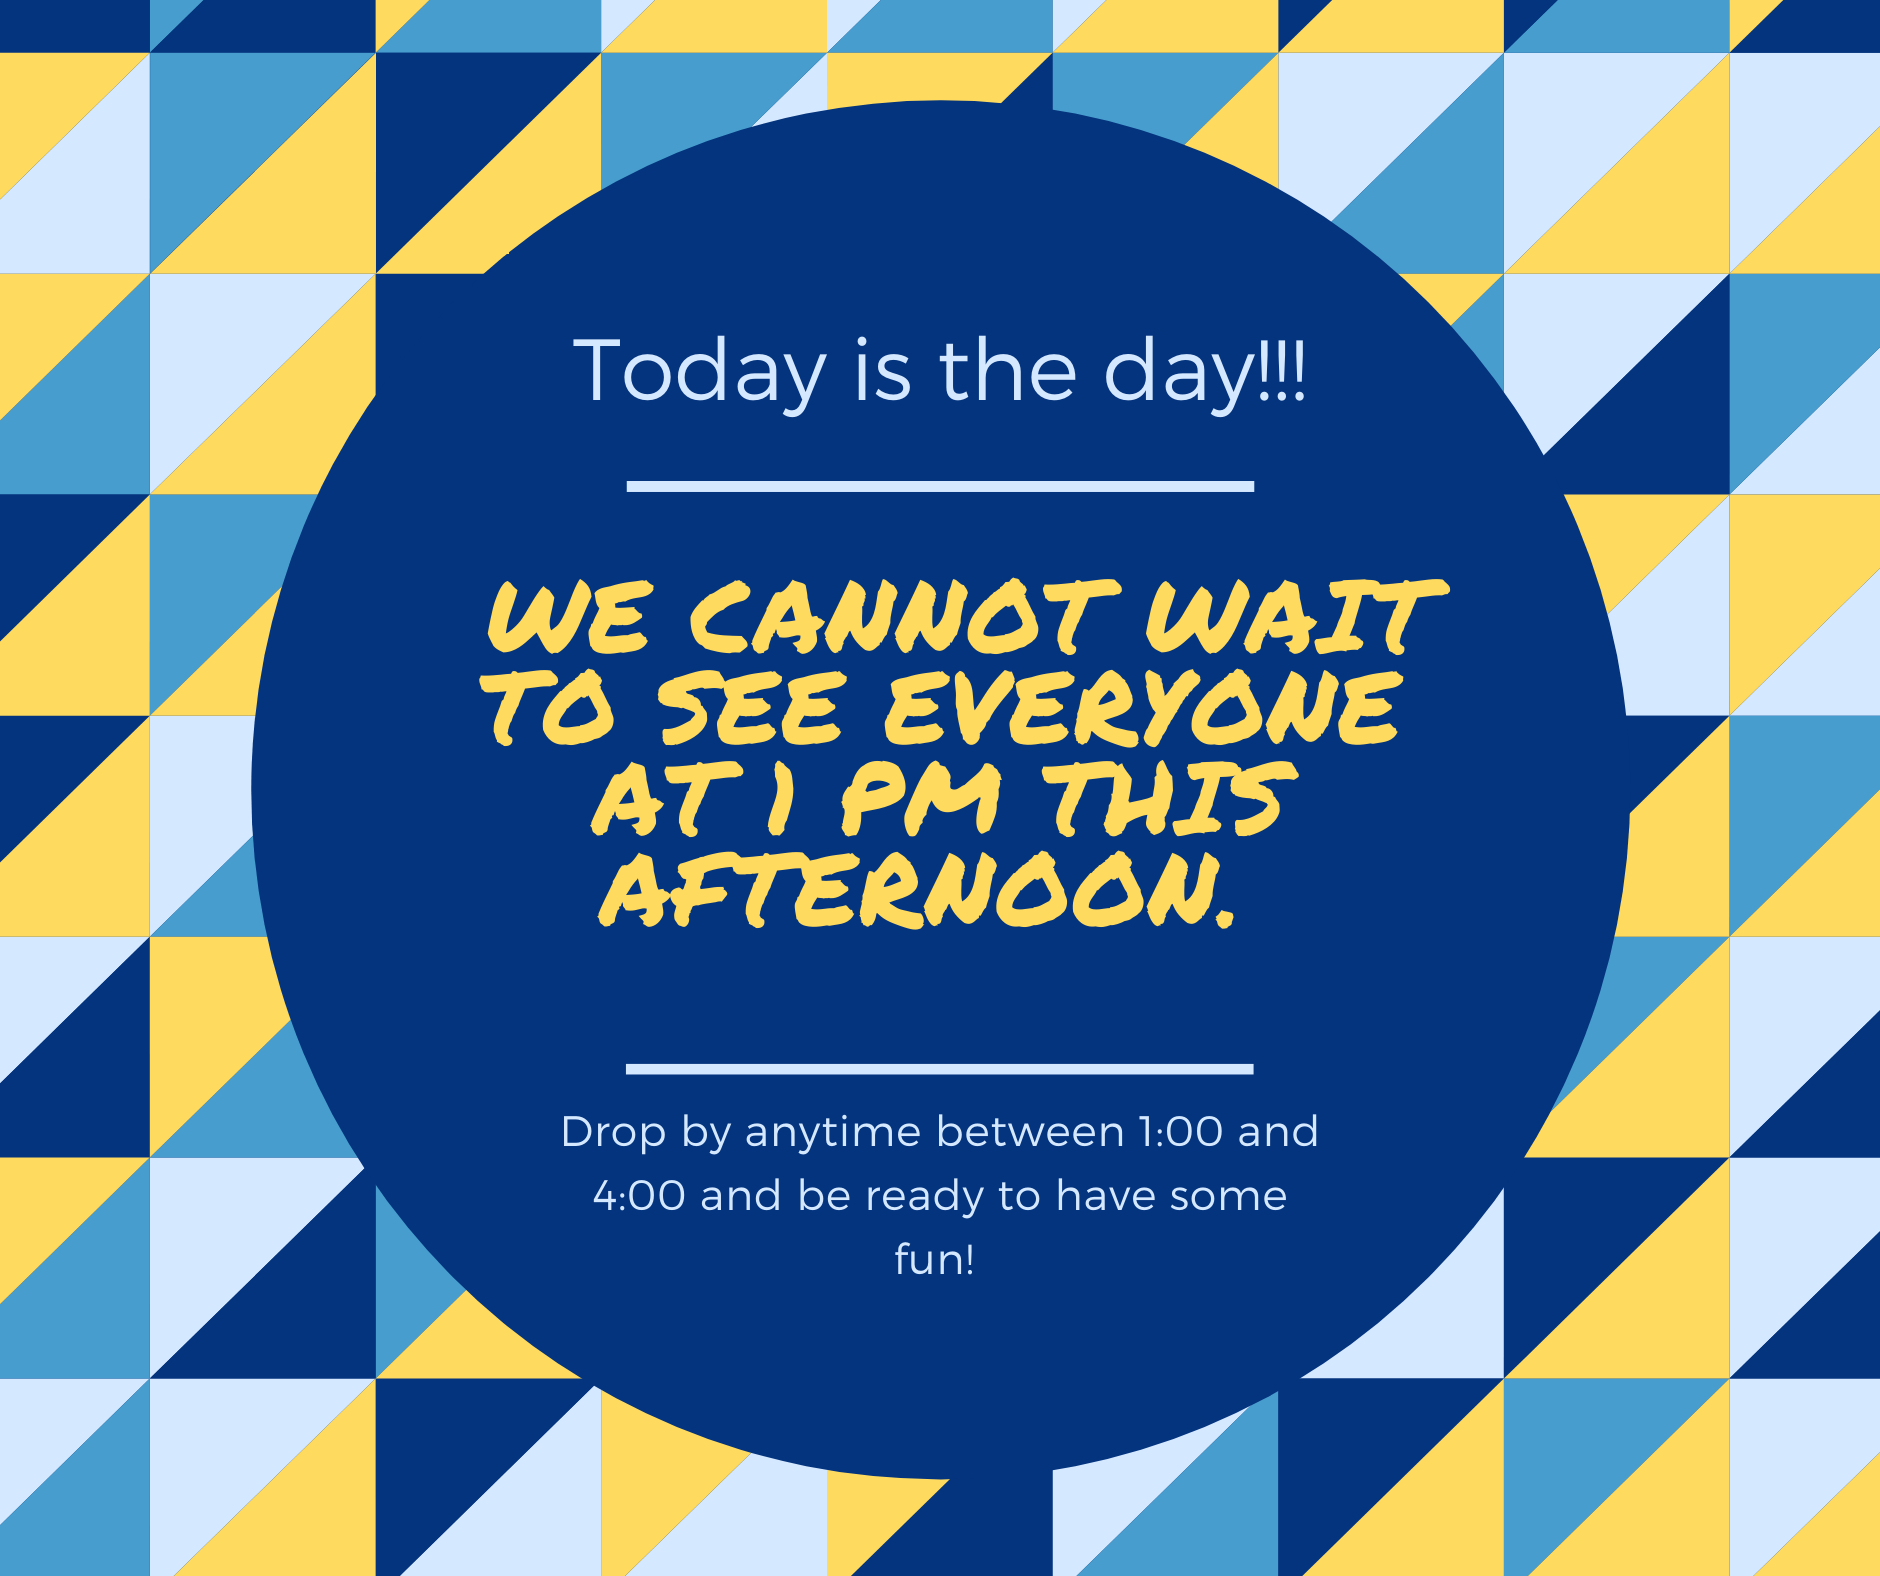 Today is the day!!!
WE CANNOT WAIT
TO SEE EVERYONE
AT 1 PM THIS
AFTERNOON.
Drop by anytime between 1:00 and
4:00 and be ready to have some
fun!